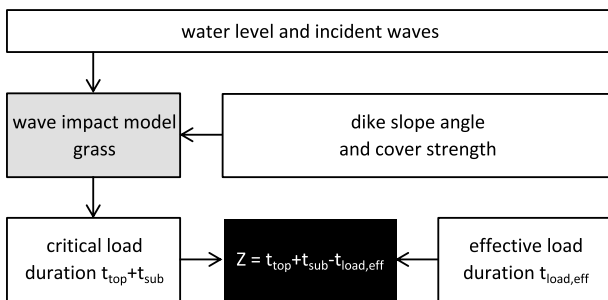 water level and incident waves
wave impact model
grass
dike slope angle
and cover strength
critical load
duration t_top+t_sub
Z = t_top+t_sub-t_load,eff
effective load
duration t_load,eff